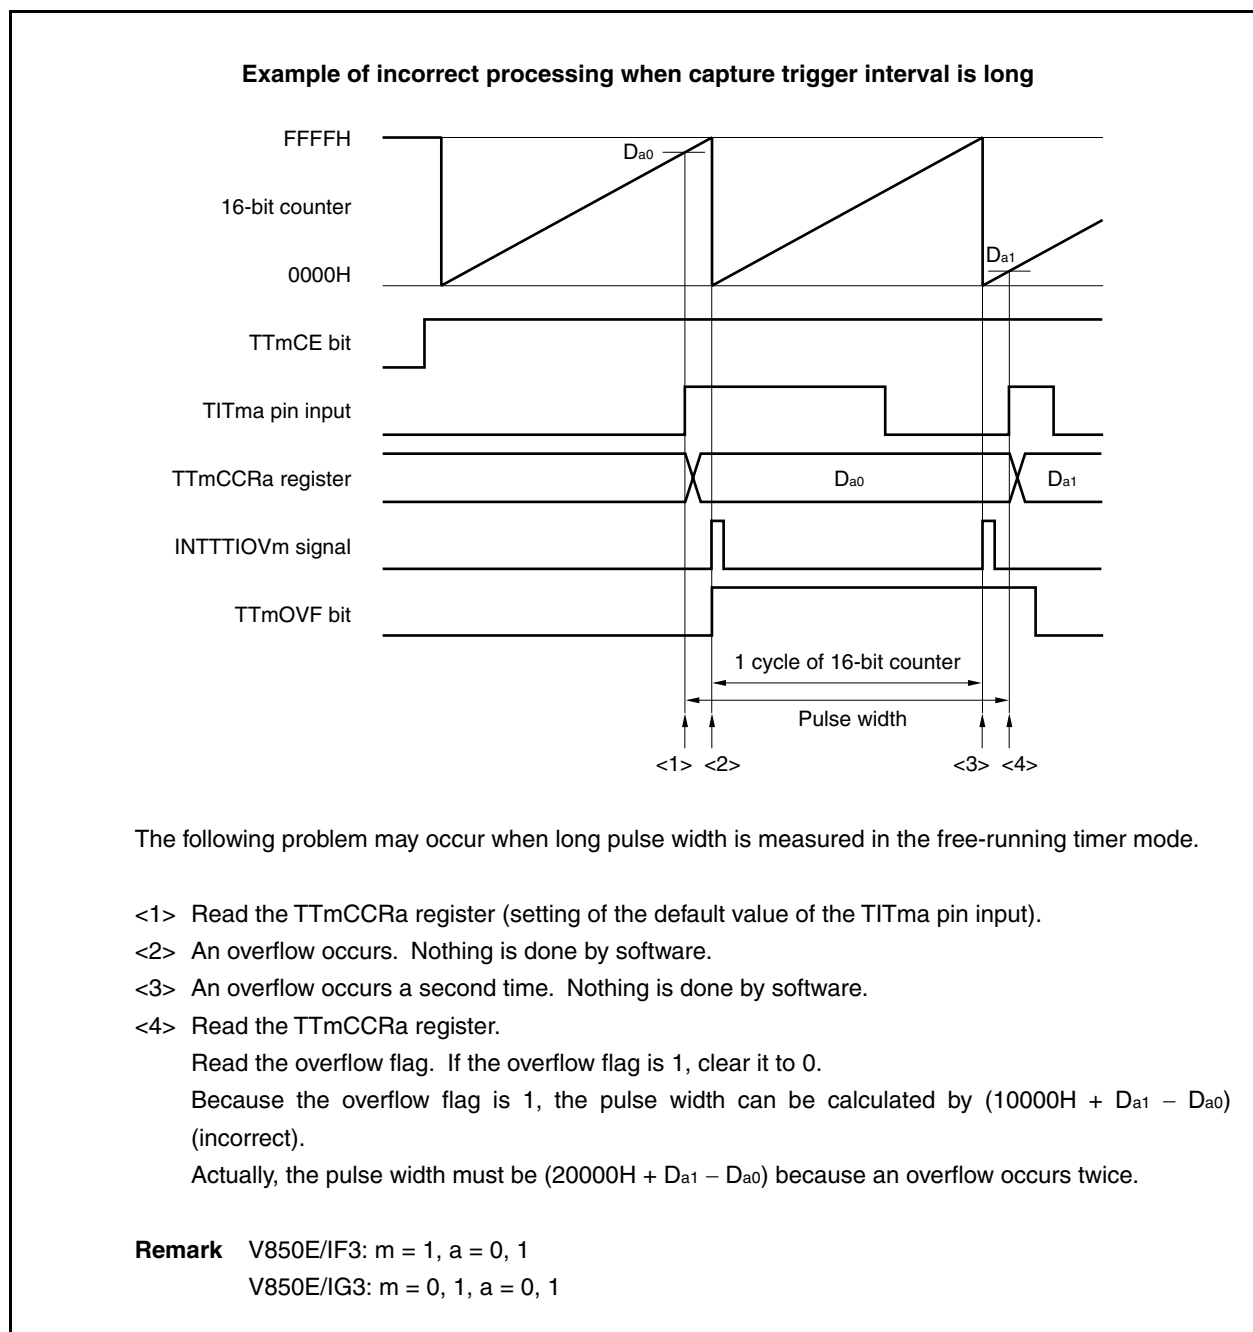 Example of incorrect processing when capture trigger interval is long
FFFFH
Da0
16-bit counter
Da1
0000H
TTmCE bit
TITma pin input
TTmCCRa register
Da0
Da1
INTTTIOVm signal
TTmOVF bit
1 cycle of 16-bit counter
Pulse width
<1> <2> <3> <4>
The following problem may occur when long pulse width is measured in the free-running timer mode.
<1> Read the TTmCCRa register (setting of the default value of the TITma pin input).
<2> An overflow occurs. Nothing is done by software.
<3> An overflow occurs a second time. Nothing is done by software.
<4> Read the TTmCCRa register.
Read the overflow flag. If the overflow flag is 1, clear it to 0.
Because the overflow flag is 1, the pulse width can be calculated by (10000H + Da1 − Da0)
(incorrect).
Actually, the pulse width must be (20000H + Da1 − Da0) because an overflow occurs twice.
Remark V850E/IF3: m = 1, a = 0, 1
V850E/IG3: m = 0, 1, a = 0, 1